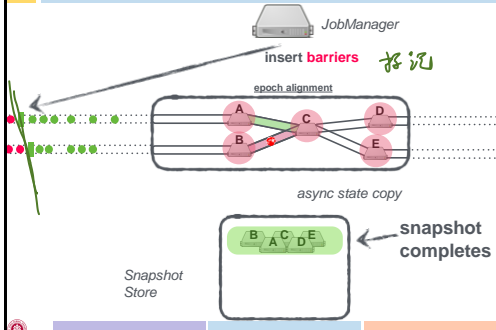 JobManager
insert barriers
epoch alignment
A
D
C
B
E
async state copy
B C E
A D
snapshot
completes
Snapshot
Store